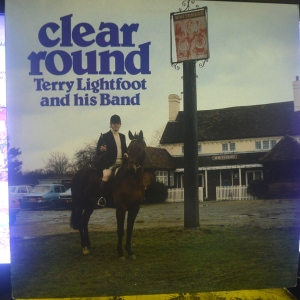 clear
round
Terry Lightfoot
and his Band